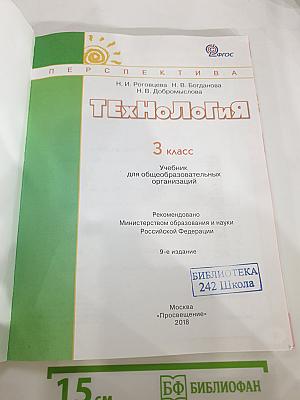 ФГОС
ПЕРСПЕКТИВА
Н. И. Роговцева Н. В. Богданова
Н. В. Добромыслова
ТЕХНОЛОГИЯ
3 класс
Учебник
для общеобразовательных
организаций
Рекомендовано
Министерством образования и науки
Российской Федерации
9-е издание
БИБЛИОТЕКА
242 Школа
Москва
«Просвещение»
2018
15 см
БФ БИБЛИОФАН